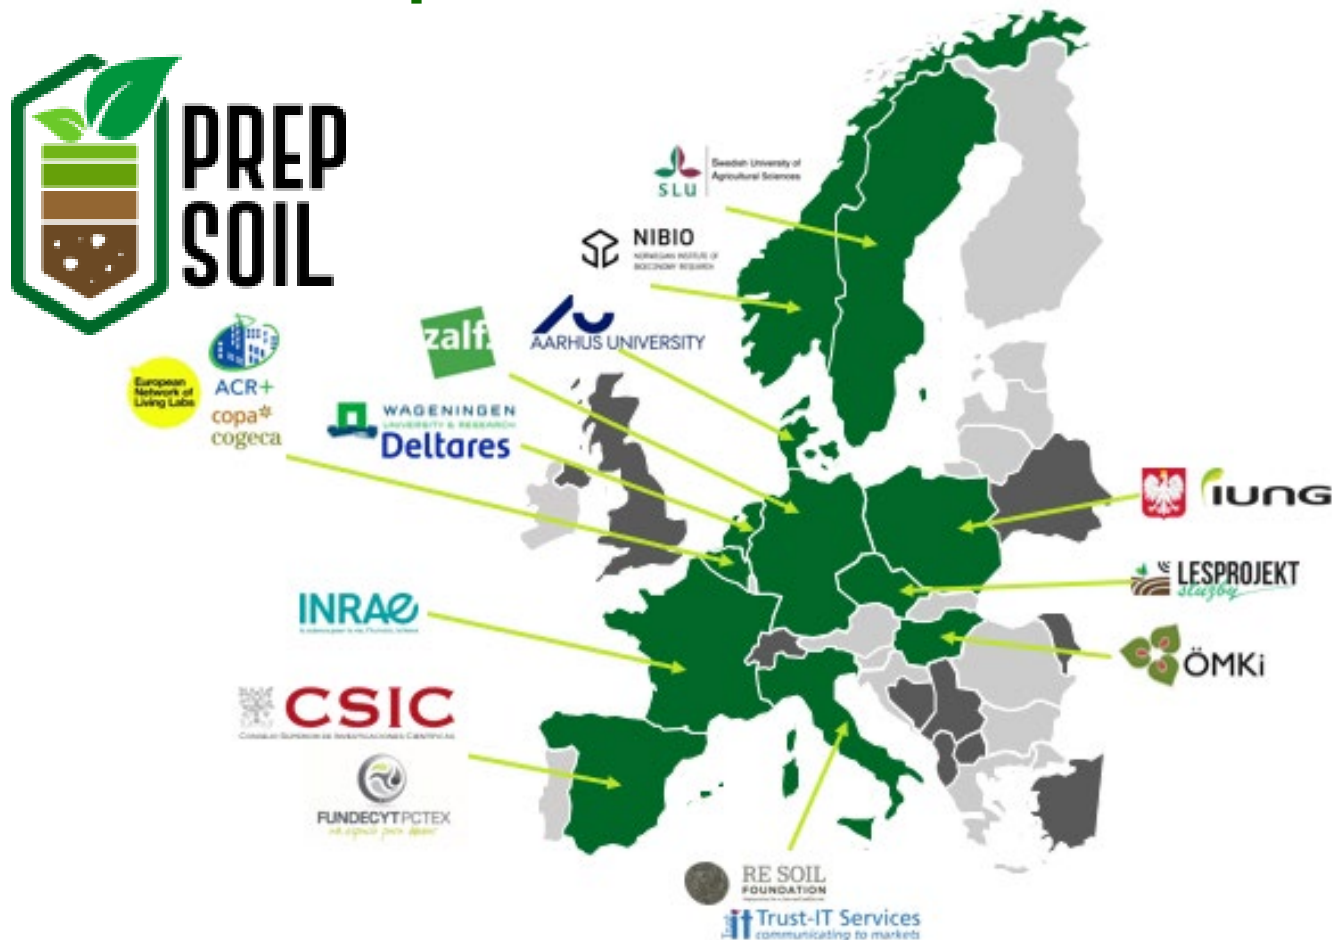 PREP
SOIL
SLU
Swedish University of
Agricultural Sciences
NIBIO
NORWEGIAN INSTITUTE OF
BIOECONOMY RESEARCH
zalf.
AARHUS UNIVERSITY
European
Network of
Living Labs
ACR+
copa*
cogeca
WAGENINGEN
UNIVERSITY & RESEARCH
Deltares
iUNG
LESPROJEKT
služby
INRAE
ÖMKi
CSIC
CONSEJO SUPERIOR DE INVESTIGACIONES CIENTÍFICAS
FUNDECYT PCTEX
RE SOIL
FOUNDATION
Trust-IT Services
communicating to markets